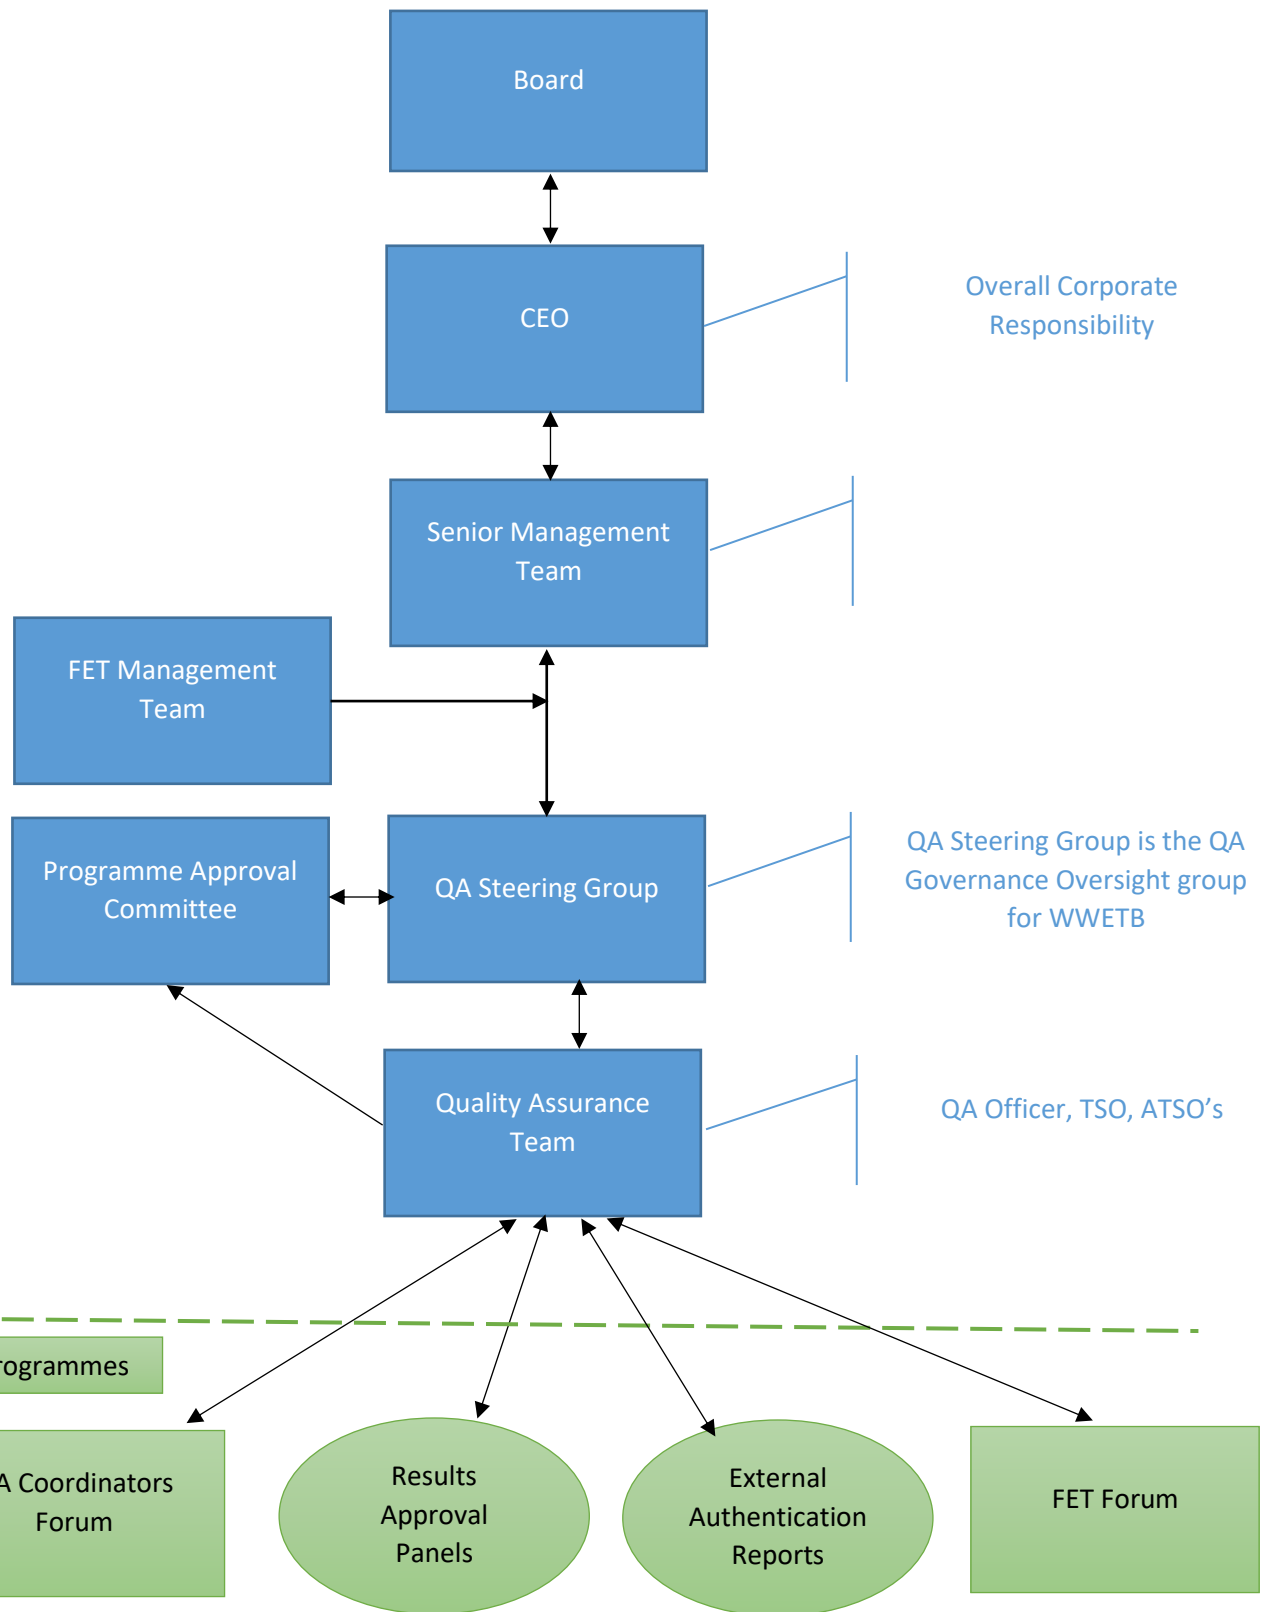 Board
CEO
Overall Corporate
Responsibility
Senior Management
Team
FET Management
Team
Programme Approval
Committee
QA Steering Group
QA Steering Group is the QA
Governance Oversight group
for WWETB
Quality Assurance
Team
QA Officer, TSO, ATSO’s
rogrammes
A Coordinators
Forum
Results
Approval
Panels
External
Authentication
Reports
FET Forum